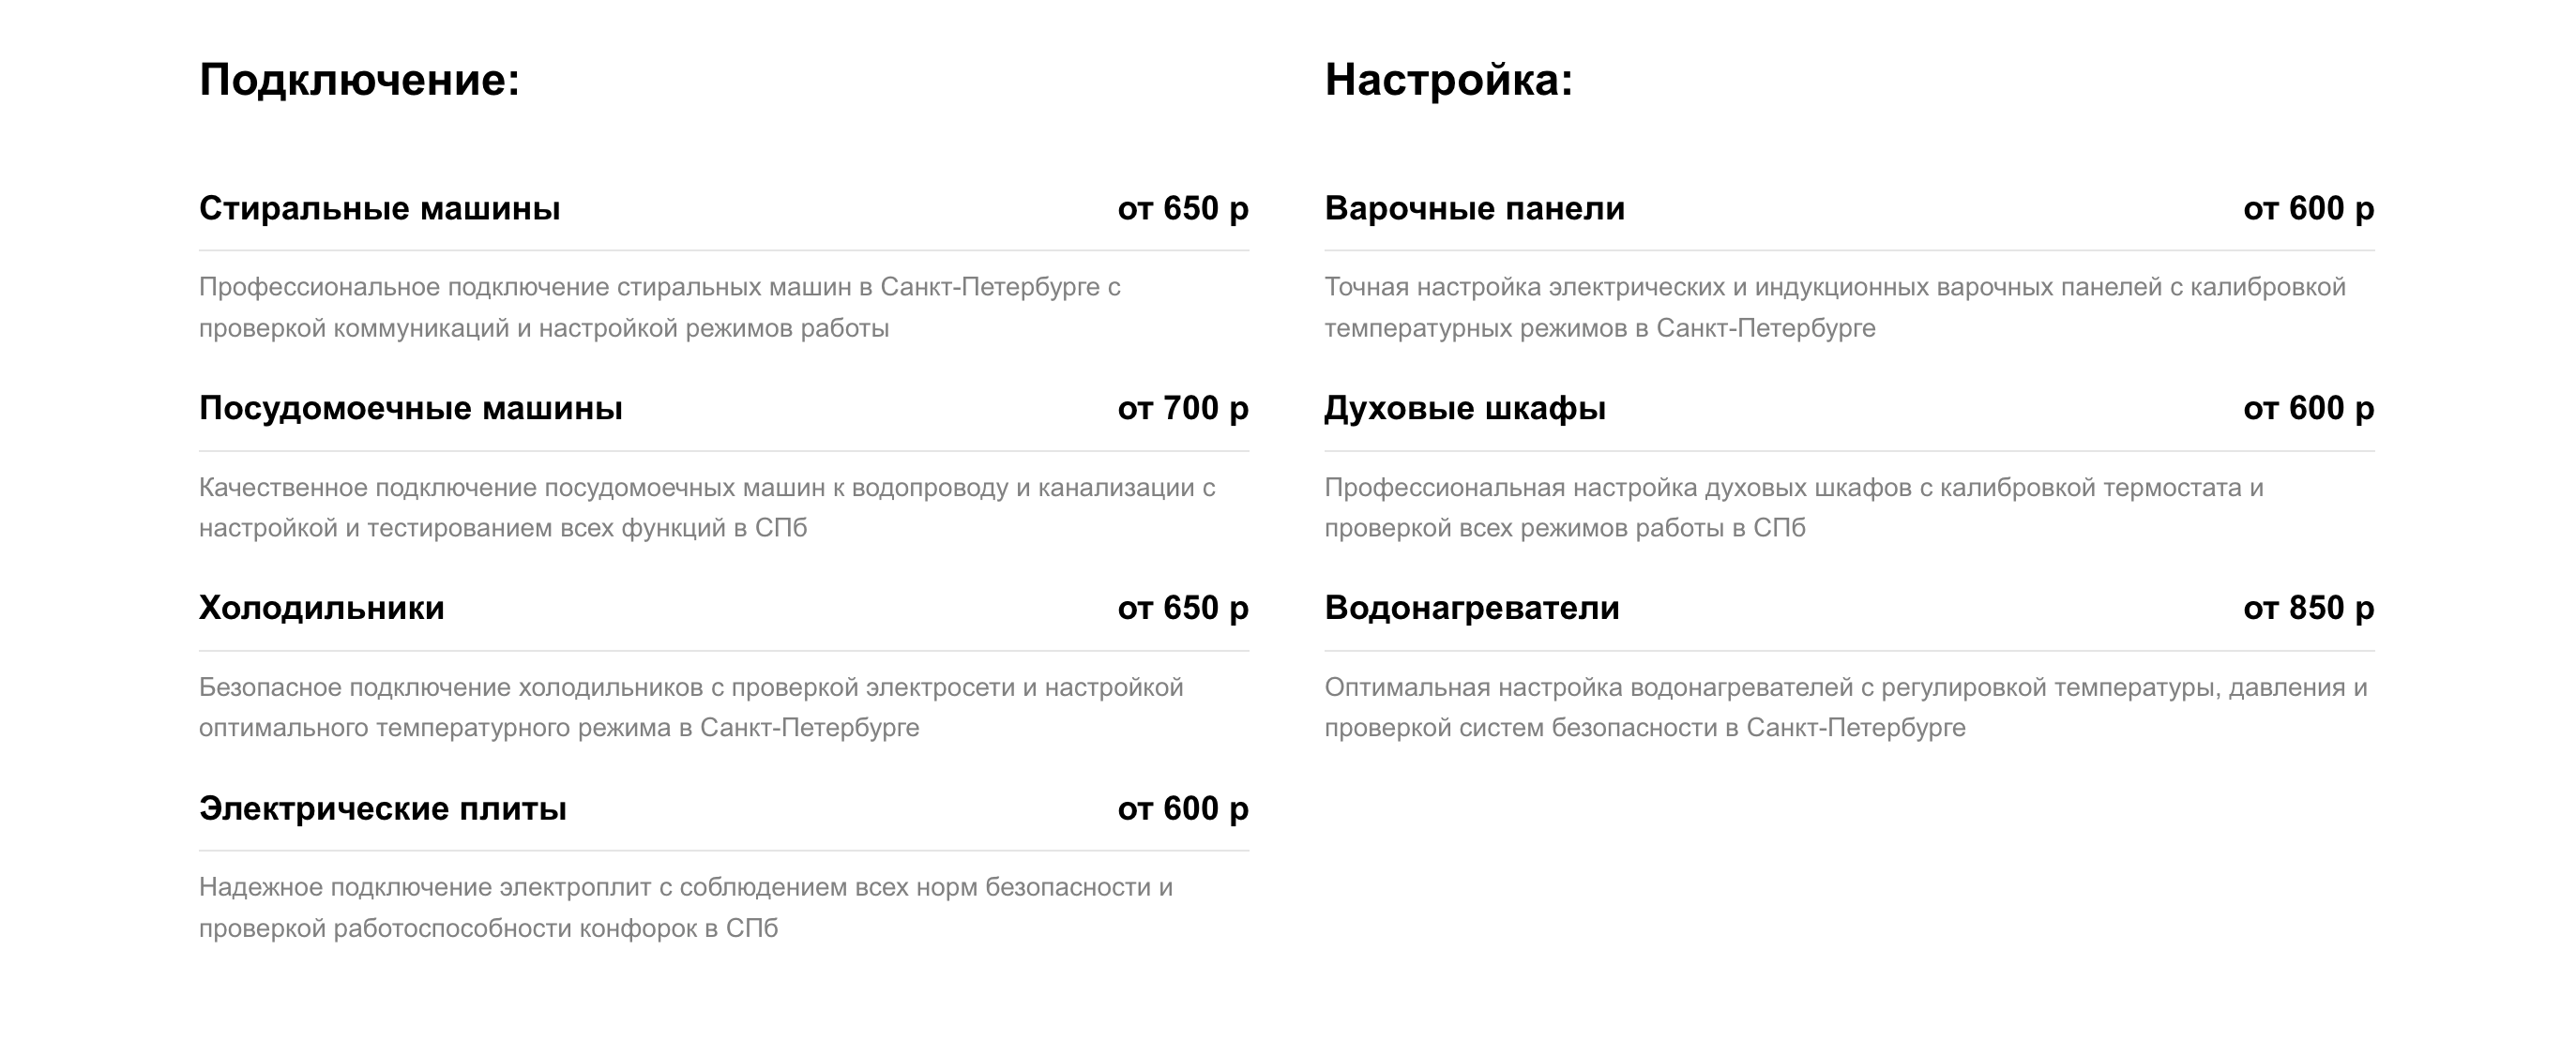 Подключение:
Стиральные машины от 650 р
Профессиональное подключение стиральных машин в Санкт-Петербурге с
проверкой коммуникаций и настройкой режимов работы
Посудомоечные машины от 700 р
Качественное подключение посудомоечных машин к водопроводу и канализации с
настройкой и тестированием всех функций в СПб
Холодильники от 650 р
Безопасное подключение холодильников с проверкой электросети и настройкой
оптимального температурного режима в Санкт-Петербурге
Электрические плиты от 600 р
Надежное подключение электроплит с соблюдением всех норм безопасности и
проверкой работоспособности конфорок в СПб
Настройка:
Варочные панели от 600 р
Точная настройка электрических и индукционных варочных панелей с калибровкой
температурных режимов в Санкт-Петербурге
Духовые шкафы от 600 р
Профессиональная настройка духовых шкафов с калибровкой термостата и
проверкой всех режимов работы в СПб
Водонагреватели от 850 р
Оптимальная настройка водонагревателей с регулировкой температуры, давления и
проверкой систем безопасности в Санкт-Петербурге